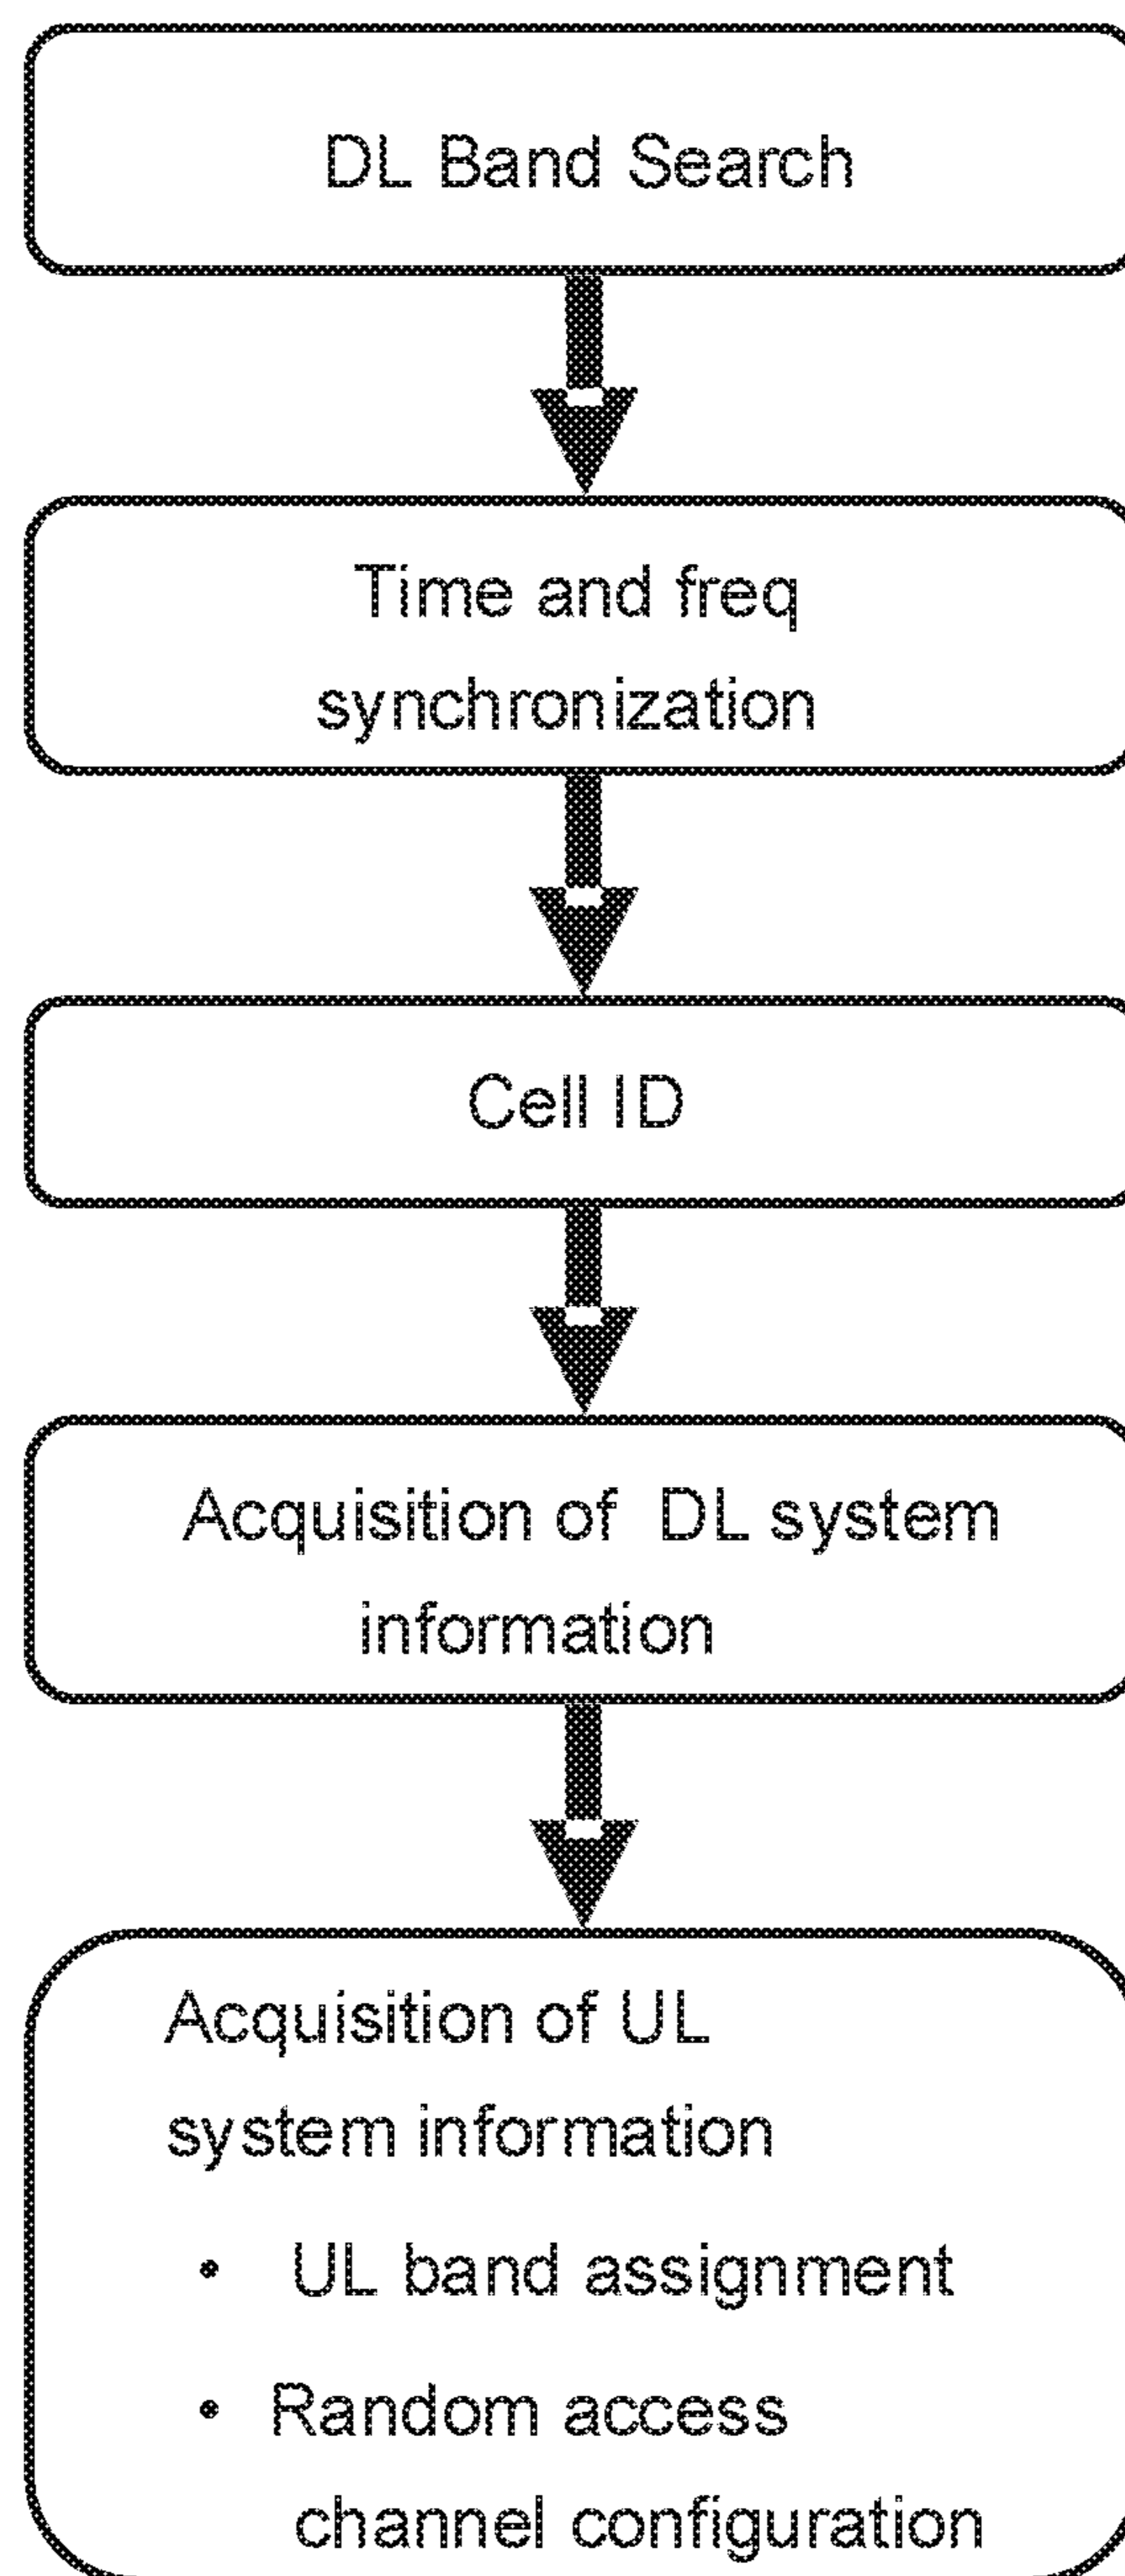 DL Band Search
Time and freq
synchronization
Cell ID
Acquisition of DL system
information
Acquisition of UL
system information
• UL band assignment
• Random access
channel configuration